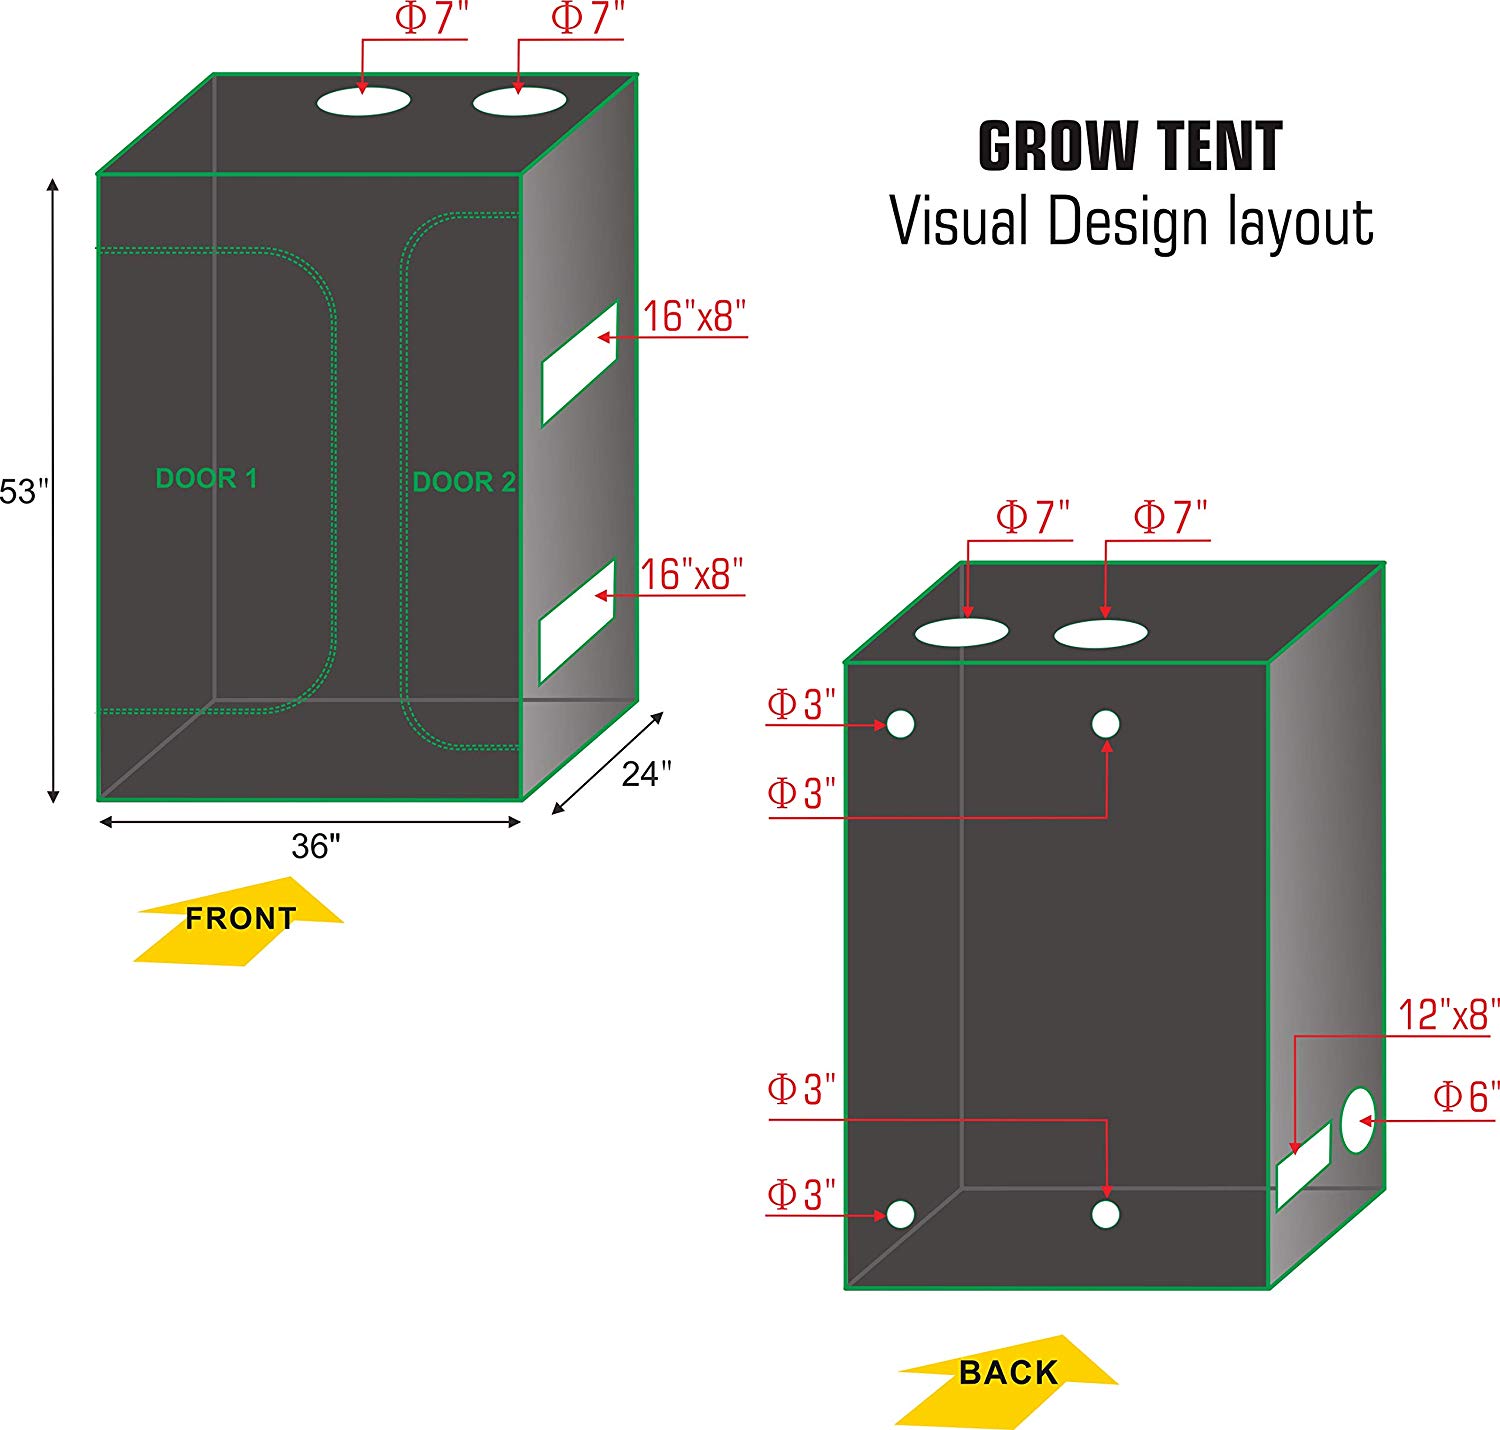 Φ7" Φ7"
GROW TENT
Visual Design layout
16"x8"
DOOR 1
DOOR 2
53"
16"x8"
24"
36"
FRONT
Φ7" Φ7"
Φ3"
Φ3"
12"x8"
Φ3"
Φ6"
Φ3"
BACK